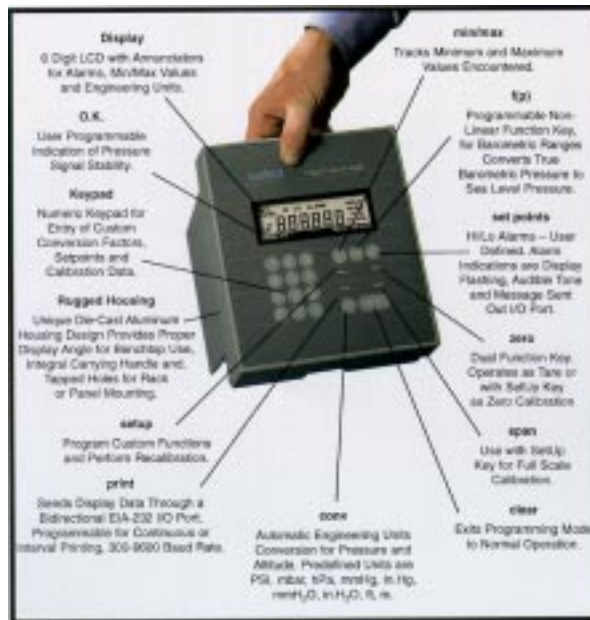 Display
6 Digit LCD with Annunciators
for Alarms, Min/Max Values
and Engineering Units.
O.K.
User Programmable
Indication of Pressure
Signal Stability.
Keypad
Numeric Keypad for
Entry of Custom
Conversion Factors,
Setpoints and
Calibration Data.
Rugged Housing
Unique Die-Cast Aluminum
Housing Design Provides Proper
Display Angle for Benchtop Use,
Integral Carrying Handle and,
Tapped Holes for Rack
or Panel Mounting.
setup
Program Custom Functions
and Perform Recalibration.
print
Sends Display Data Through a
Bidirectional EIA-232 I/O Port.
Programmable for Continuous or
Interval Printing, 300-9600 Baud Rate.
conv
Automatic Engineering Units
Conversion for Pressure and
Altitude. Predefined Units are
PSI, mbar, hPa, mmHg, in.Hg,
mmH₂O, in.H₂O, ft, m.
min/max
Tracks Minimum and Maximum
Values Encountered.
f(p)
Programmable Non-
Linear Function Key,
for Barometric Ranges
Converts True
Barometric Pressure to
Sea Level Pressure.
set points
Hi/Lo Alarms – User
Defined. Alarm
Indications are Display
Flashing, Audible Tone
and Message Sent
Out I/O Port.
zero
Dual Function Key.
Operates as Tare or
with SetUp Key
as Zero Calibration
span
Use with SetUp
Key for Full Scale
Calibration.
clear
Exits Programming Mode
to Normal Operation.